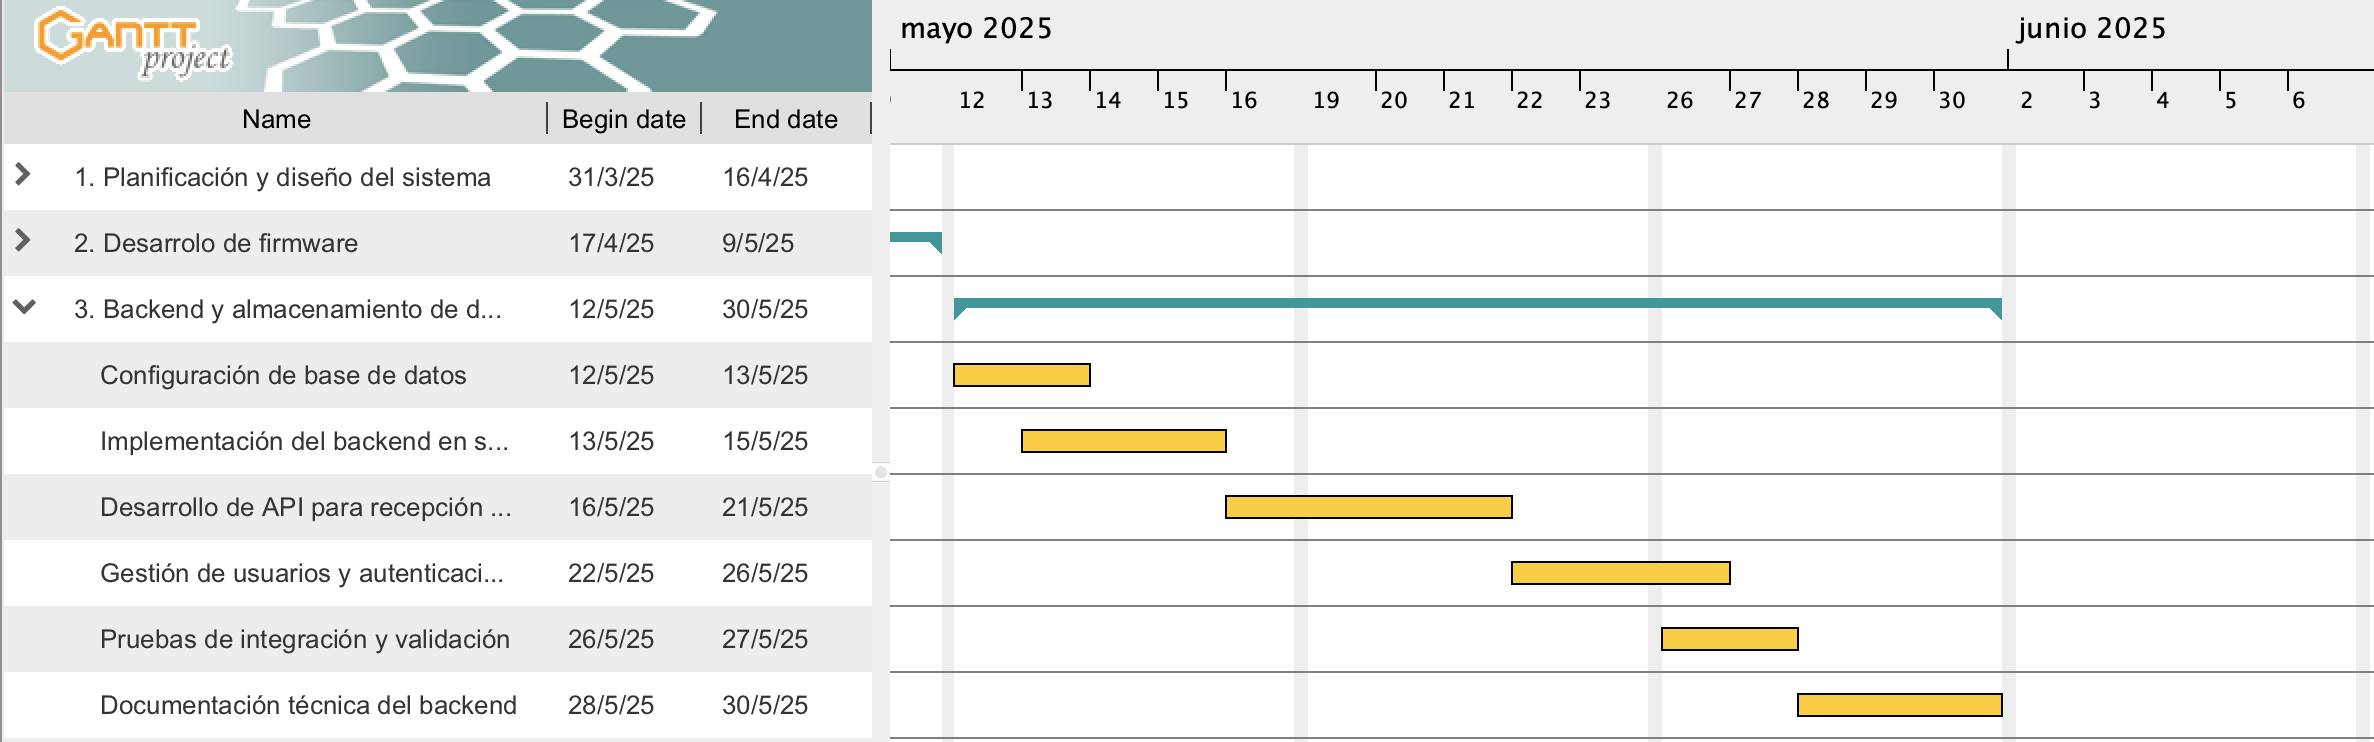 GANTT
project
mayo 2025
junio 2025
12 13 14 15 16 19 20 21 22 23 26 27 28 29 30 2 3 4 5 6
Name Begin date End date
1. Planificación y diseño del sistema 31/3/25 16/4/25
2. Desarrolo de firmware 17/4/25 9/5/25
3. Backend y almacenamiento de d... 12/5/25 30/5/25
Configuración de base de datos 12/5/25 13/5/25
Implementación del backend en s... 13/5/25 15/5/25
Desarrollo de API para recepción ... 16/5/25 21/5/25
Gestión de usuarios y autenticaci... 22/5/25 26/5/25
Pruebas de integración y validación 26/5/25 27/5/25
Documentación técnica del backend 28/5/25 30/5/25